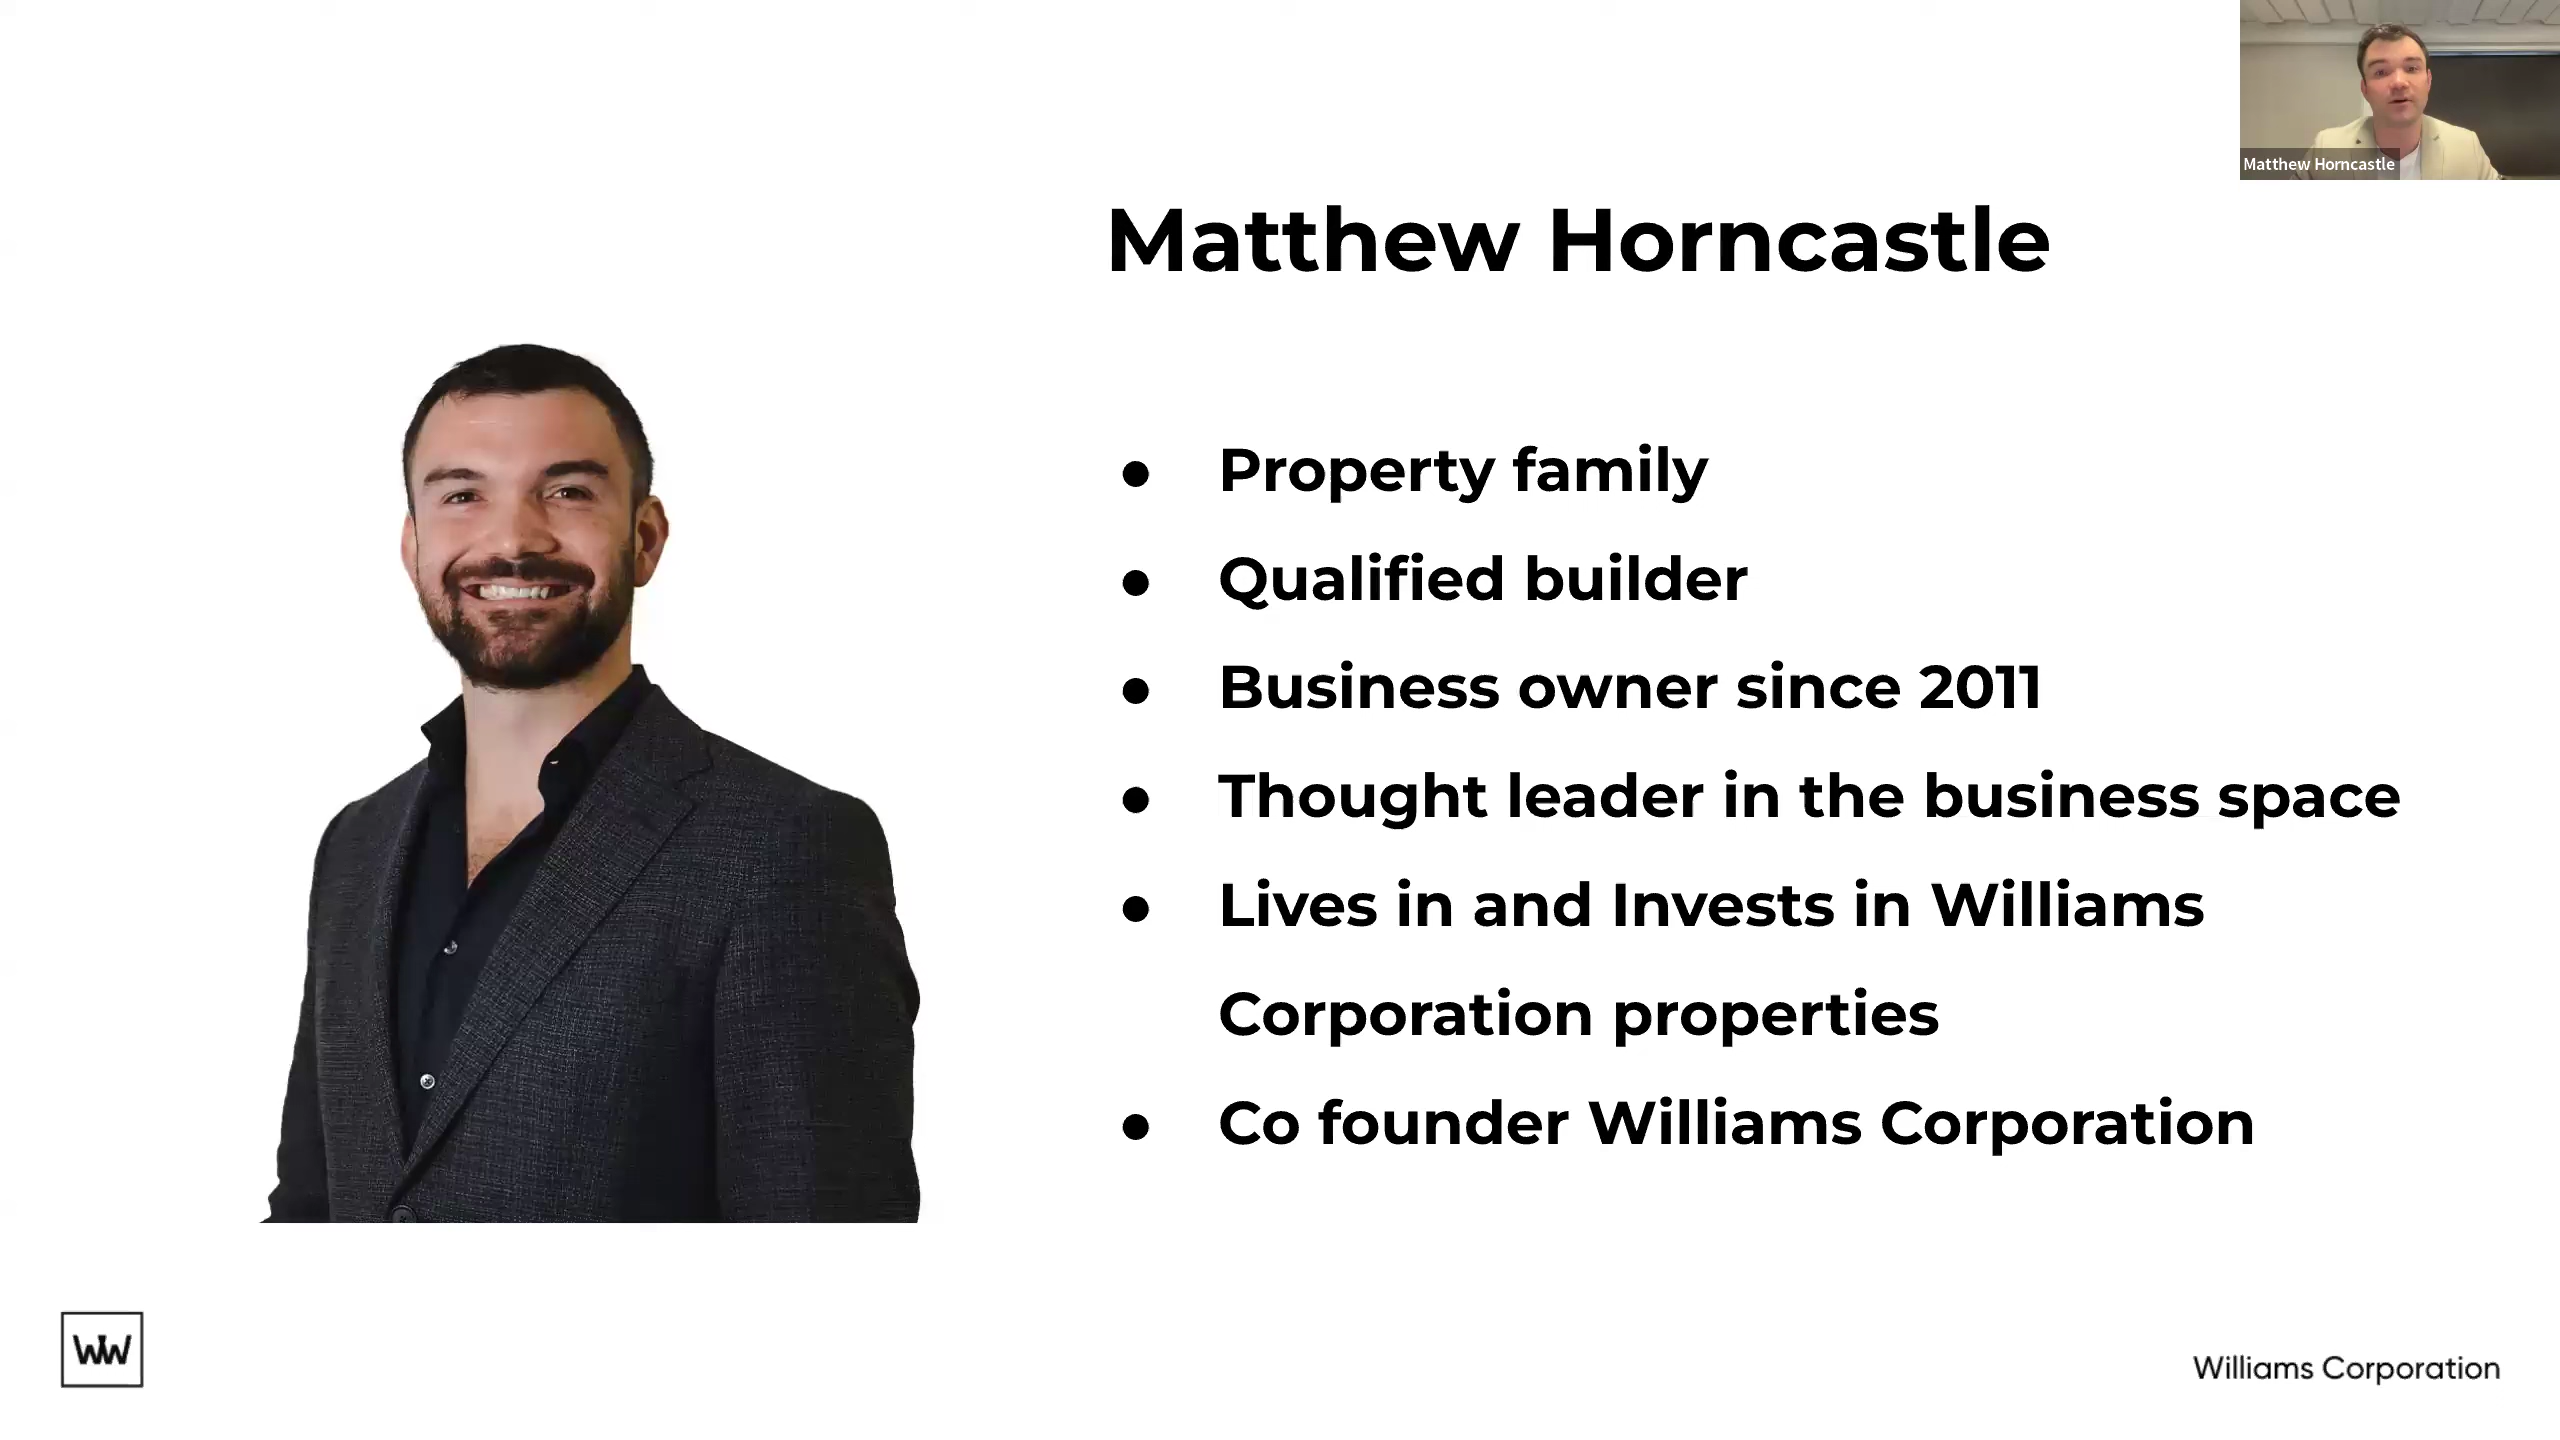 Matthew Horncastle
Matthew Horncastle
● Property family
● Qualified builder
● Business owner since 2011
● Thought leader in the business space
● Lives in and Invests in Williams
Corporation properties
● Co founder Williams Corporation
WW
Williams Corporation